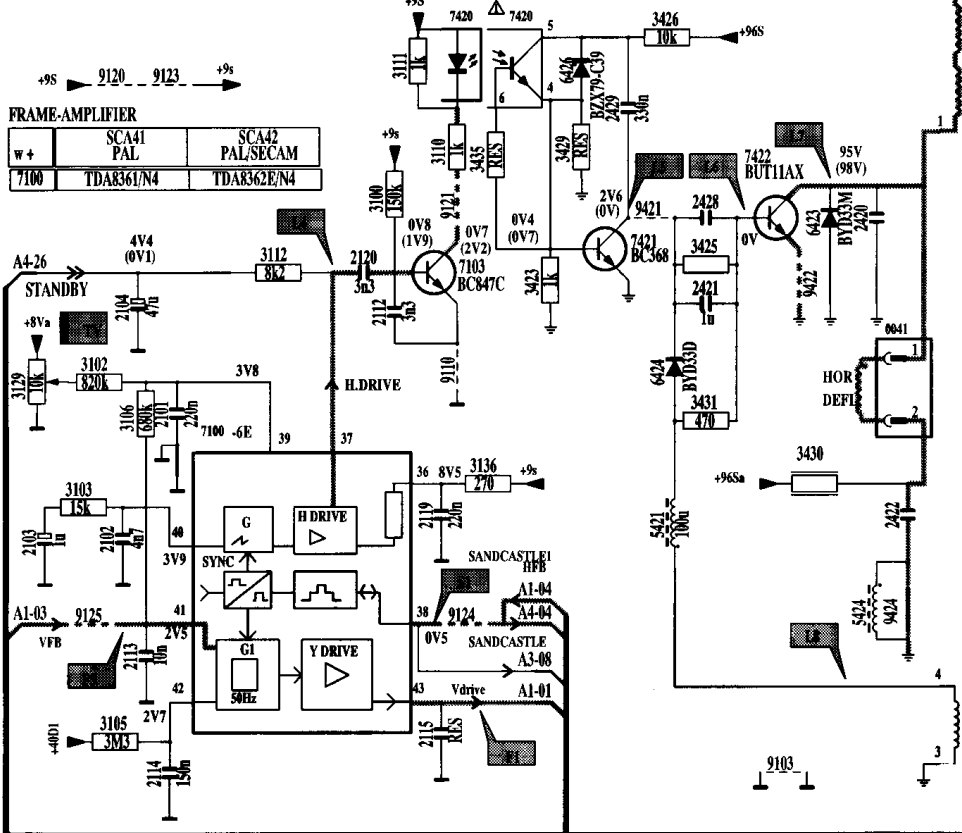 +9S
7420
7420
5
3426
10k
+96S
3111
1k
6426
BZX79-C39
2429
330n
4
6
+9S 9120 9123 +9s
FRAME-AMPLIFIER
w + SCA41 PAL SCA42 PAL/SECAM
7100 TDA8361/N4 TDA8362E/N4
+9s
3110
1k
3435
RES
3429
RES
1
L7
95V
(98V)
7422
BUT11AX
L6
3100
150k
9121
0V8
(1V9)
0V7
(2V2)
0V4
(0V7)
2V6
(0V)
9421
2428
0V
6423
BYD33M
2420
4V4
(0V1)
A4-26
STANDBY
3112
8k2
2120
3n3
7103
BC847C
3423
1k
7421
BC368
3425
2421
1u
9422
2104
47u
2112
3n3
+8Va
3129
10k
3102
820k
3V8
H.DRIVE
9110
6424
BYD33D
0041
1
HOR
DEFL
2
3106
680k
2101
220n
7100 -6E
39
37
3431
470
3430
+96Sa
36
8V5
3136
270
+9s
3103
15k
2103
1u
2102
4n7
40
3V9
G
H DRIVE
2119
220n
5421
100u
2422
SYNC
SANDCASTLE1
HFB
A1-04
A1-03
VFB
9125
41
2V5
38
0V5
9124
A4-04
SANDCASTLE
5424
9424
L8
2113
10n
G1
50Hz
Y DRIVE
A3-08
42
2V7
43
Vdrive
A1-01
4
+40D1
3105
3M3
2114
150n
2115
RES
F1
9103
3